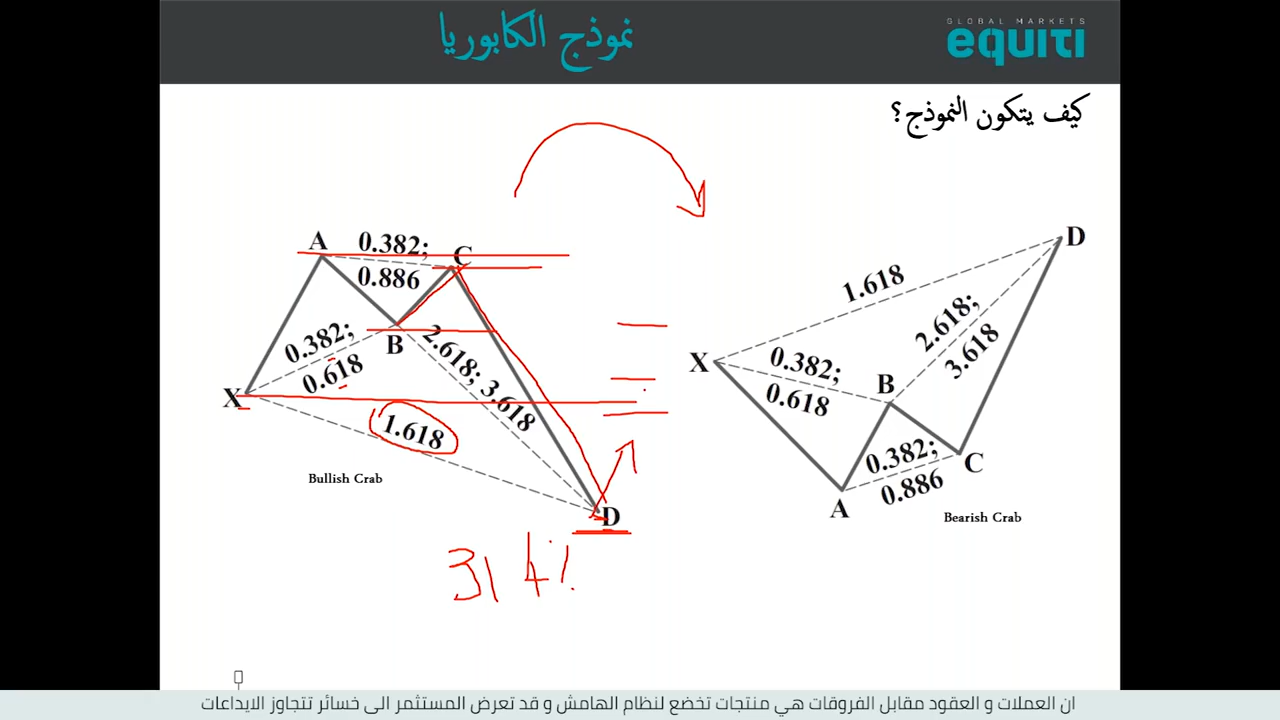 نموذج الكابوريا
GLOBAL MARKETS
equiti
كيف يتكون النموذج؟
A
0.382;
0.886
C
0.382;
0.618
B
2.618; 3.618
X
1.618
D
Bullish Crab
314!
D
1.618
2.618;
3.618
X
0.382;
0.618
B
0.382;
0.886
C
A
Bearish Crab
ان العملات و العقود مقابل الفروقات هي منتجات تخضع لنظام الهامش و قد تعرض المستثمر الى خسائر تتجاوز الايداعات